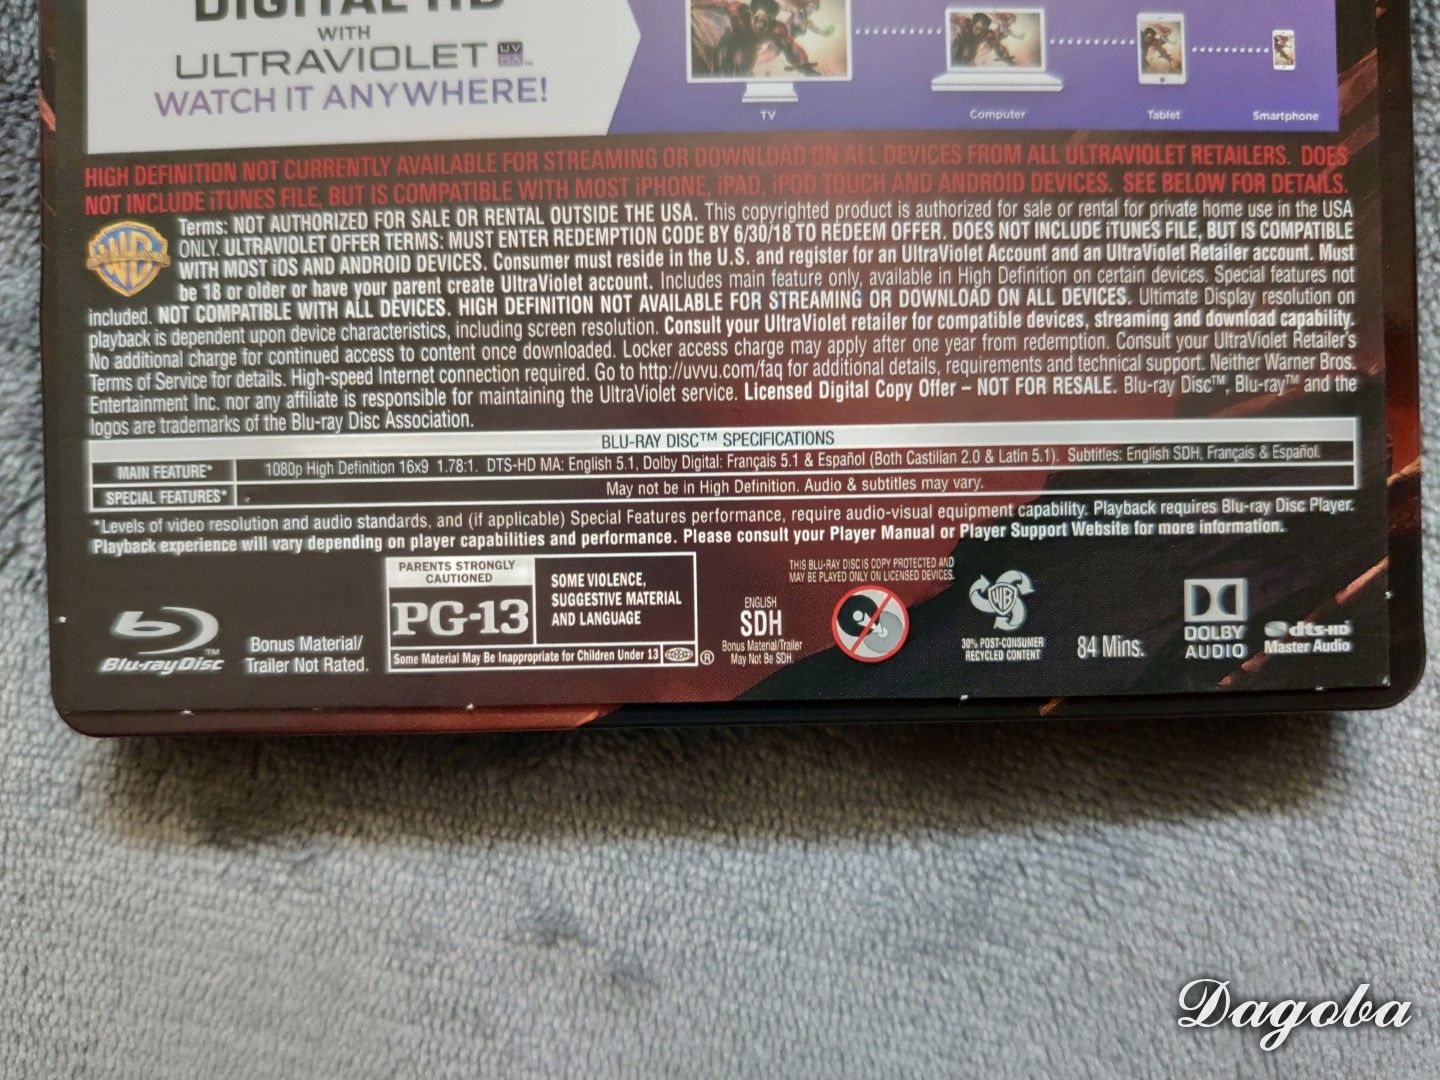 DIGITAL HD
WITH
ULTRAVIOLET UV
WATCH IT ANYWHERE!
TV
Computer
Tablet
Smartphone
HIGH DEFINITION NOT CURRENTLY AVAILABLE FOR STREAMING OR DOWNLOAD ON ALL DEVICES FROM ALL ULTRAVIOLET RETAILERS. DOES
NOT INCLUDE iTUNES FILE, BUT IS COMPATIBLE WITH MOST iPHONE, iPAD, iPOD TOUCH AND ANDROID DEVICES. SEE BELOW FOR DETAILS.
WB
Terms: NOT AUTHORIZED FOR SALE OR RENTAL OUTSIDE THE USA. This copyrighted product is authorized for sale or rental for private home use in the USA
ONLY. ULTRAVIOLET OFFER TERMS: MUST ENTER REDEMPTION CODE BY 6/30/18 TO REDEEM OFFER. DOES NOT INCLUDE iTUNES FILE, BUT IS COMPATIBLE
WITH MOST iOS AND ANDROID DEVICES. Consumer must reside in the U.S. and register for an UltraViolet Account and an UltraViolet Retailer account. Must
be 18 or older or have your parent create UltraViolet account. Includes main feature only, available in High Definition on certain devices. Special features not
included. NOT COMPATIBLE WITH ALL DEVICES. HIGH DEFINITION NOT AVAILABLE FOR STREAMING OR DOWNLOAD ON ALL DEVICES. Ultimate Display resolution on
playback is dependent upon device characteristics, including screen resolution. Consult your UltraViolet retailer for compatible devices, streaming and download capability.
No additional charge for continued access to content once downloaded. Locker access charge may apply after one year from redemption. Consult your UltraViolet Retailer's
Terms of Service for details. High-speed Internet connection required. Go to http://uvvu.com/faq for additional details, requirements and technical support. Neither Warner Bros.
Entertainment Inc. nor any affiliate is responsible for maintaining the UltraViolet service. Licensed Digital Copy Offer – NOT FOR RESALE. Blu-ray Disc™, Blu-ray™ and the
logos are trademarks of the Blu-ray Disc Association.
BLU-RAY DISC™ SPECIFICATIONS
MAIN FEATURE* 1080p High Definition 16x9 1.78:1. DTS-HD MA: English 5.1, Dolby Digital: Français 5.1 & Español (Both Castilian 2.0 & Latin 5.1). Subtitles: English SDH, Français & Español.
SPECIAL FEATURES* May not be in High Definition. Audio & subtitles may vary.
*Levels of video resolution and audio standards, and (if applicable) Special Features performance, require audio-visual equipment capability. Playback requires Blu-ray Disc Player.
Playback experience will vary depending on player capabilities and performance. Please consult your Player Manual or Player Support Website for more information.
Blu-ray Disc™
Bonus Material/
Trailer Not Rated.
PARENTS STRONGLY
CAUTIONED
PG-13
SOME VIOLENCE,
SUGGESTIVE MATERIAL
AND LANGUAGE
Some Material May Be Inappropriate for Children Under 13 ®
ENGLISH
SDH
Bonus Material/Trailer
May Not Be SDH.
THIS BLU-RAY DISC IS COPY PROTECTED AND
MAY BE PLAYED ONLY ON LICENSED DEVICES.
WB
30% POST-CONSUMER
RECYCLED CONTENT
84 Mins.
DOLBY
AUDIO
dts-HD
Master Audio
Dagoba